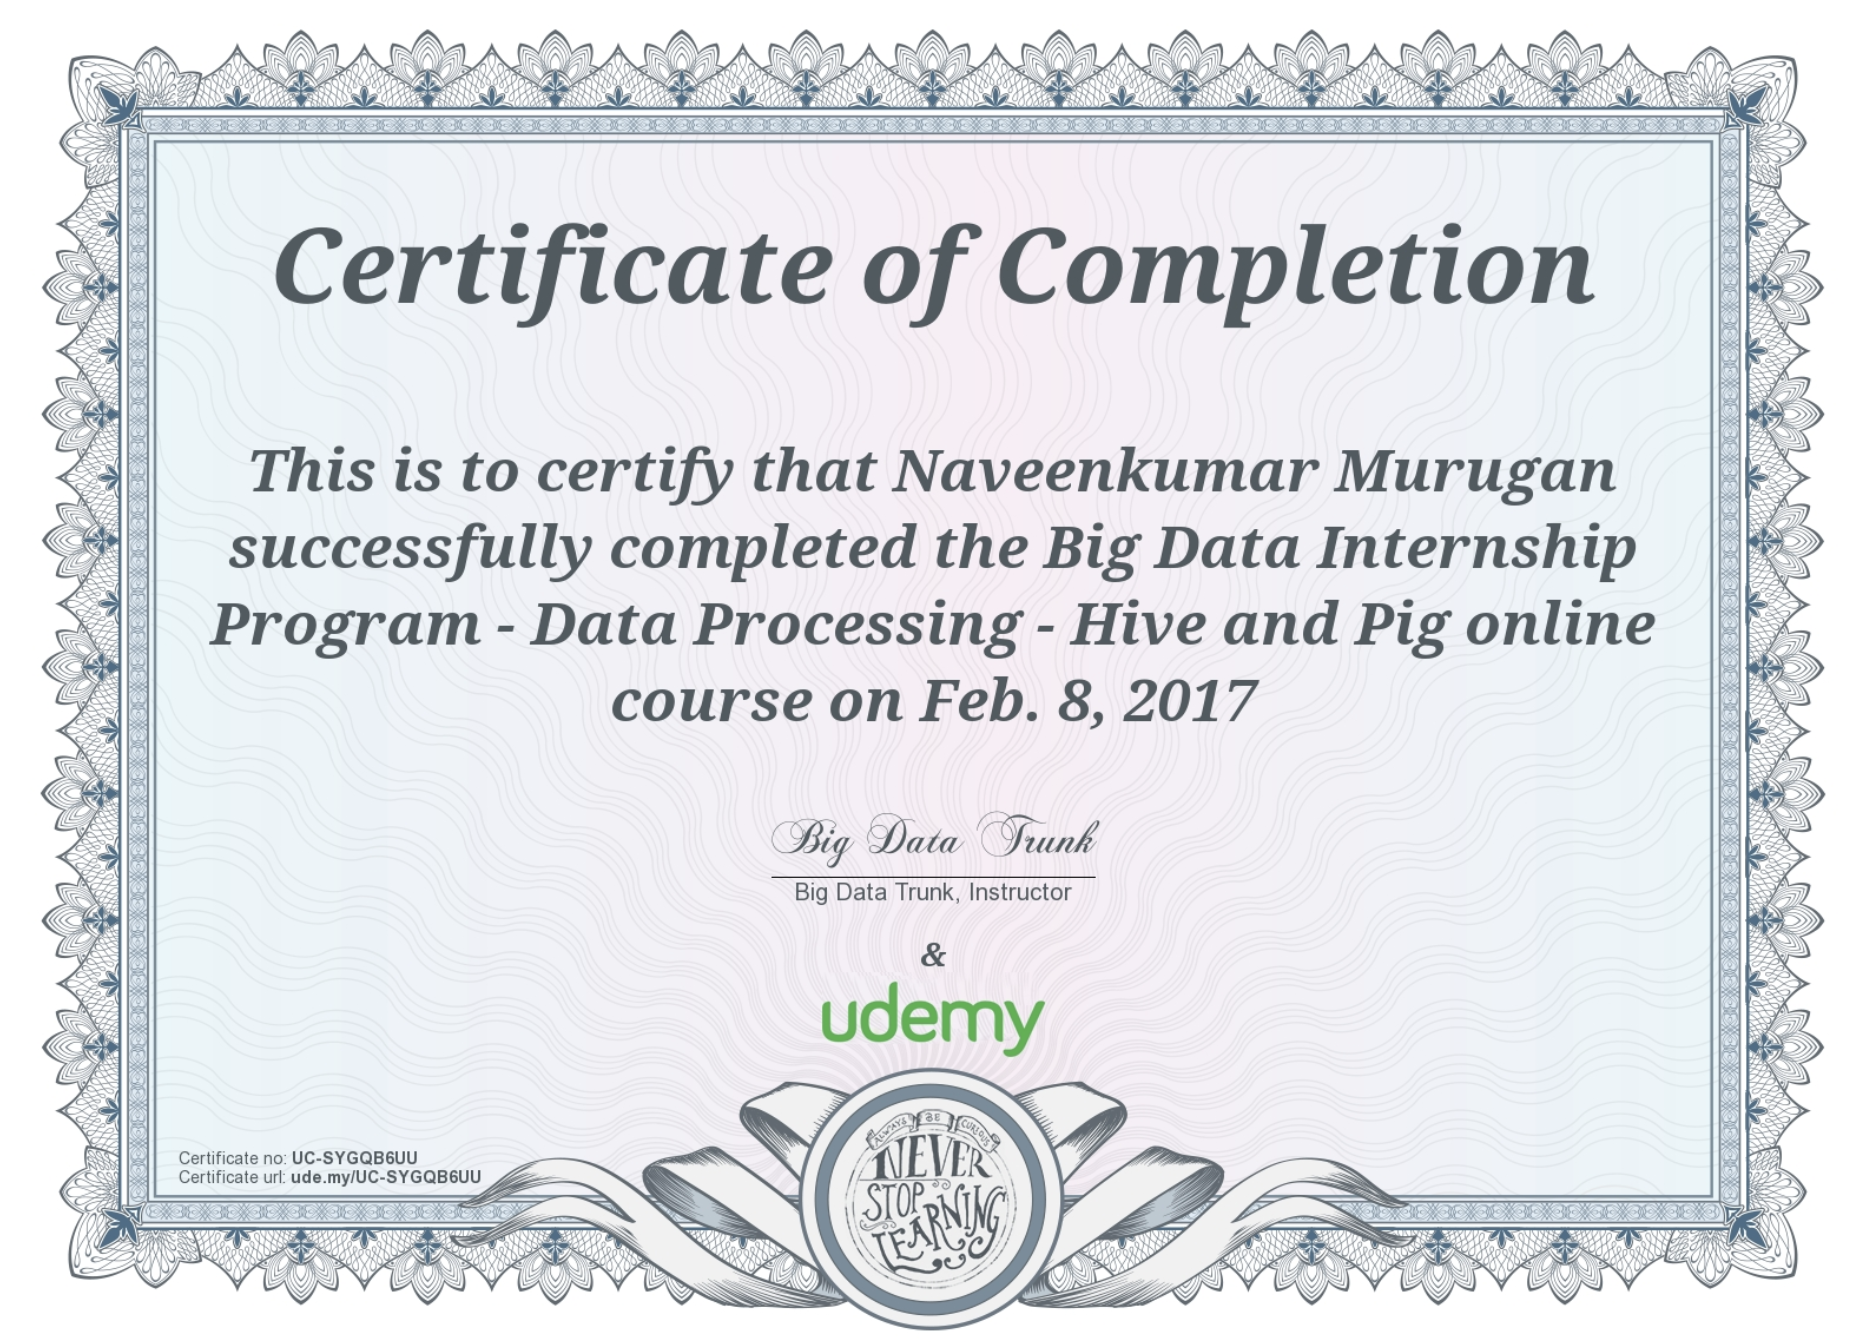 Certificate of Completion
This is to certify that Naveenkumar Murugan
successfully completed the Big Data Internship
Program - Data Processing - Hive and Pig online
course on Feb. 8, 2017
Big Data Trunk
Big Data Trunk, Instructor
&
udemy
ALWAYS BE CURIOUS
NEVER
STOP
LEARNING
Certificate no: UC-SYGQB6UU
Certificate url: ude.my/UC-SYGQB6UU